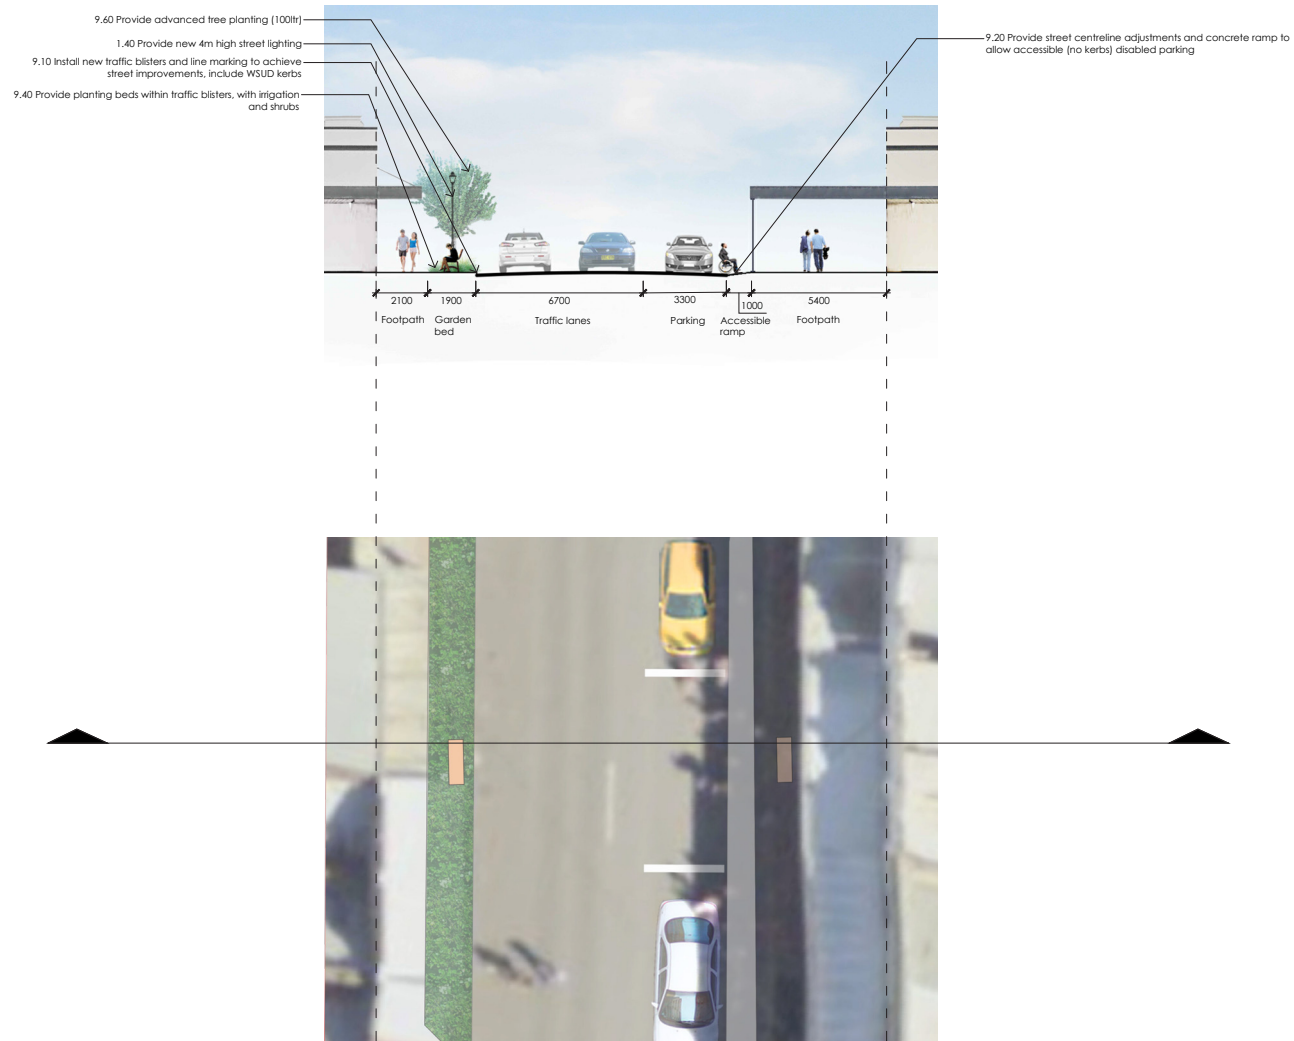 9.60 Provide advanced tree planting (100ltr)
1.40 Provide new 4m high street lighting
9.10 Install new traffic blisters and line marking to achieve
street improvements, include WSUD kerbs
9.40 Provide planting beds within traffic blisters, with irrigation
and shrubs
9.20 Provide street centreline adjustments and concrete ramp to
allow accessible (no kerbs) disabled parking
2100 1900 6700 3300 1000 5400
Footpath Garden Traffic lanes Parking Accessible Footpath
bed ramp